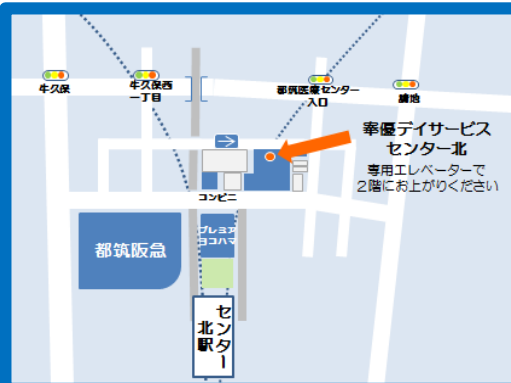 牛久保
牛久保西
一丁目
都筑医療センター
入口
鋳池
幸優デイサービス
センター北
専用エレベーターで
2階にお上がりください
コンビニ
都筑阪急
プレミア
ヨコハマ
センター
北駅